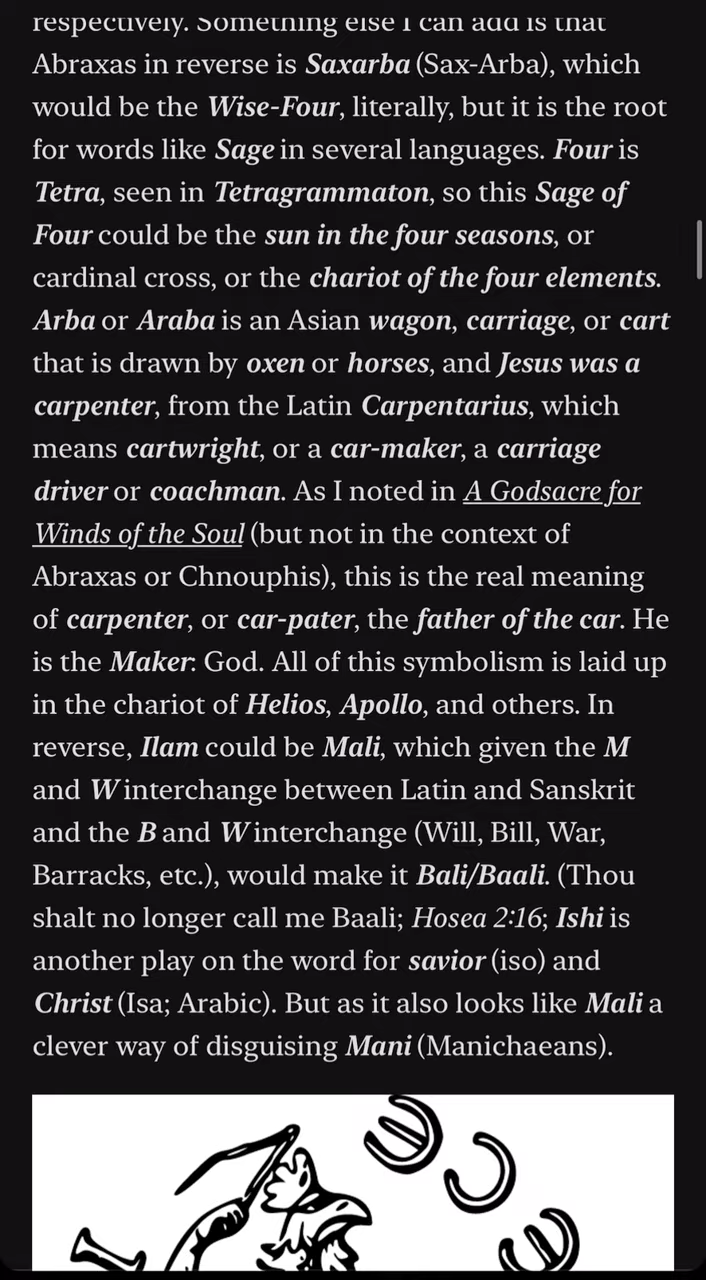 respectively. Something else I can add is that
Abraxas in reverse is Saxarba (Sax-Arba), which
would be the Wise-Four, literally, but it is the root
for words like Sage in several languages. Four is
Tetra, seen in Tetragrammaton, so this Sage of
Four could be the sun in the four seasons, or
cardinal cross, or the chariot of the four elements.
Arba or Araba is an Asian wagon, carriage, or cart
that is drawn by oxen or horses, and Jesus was a
carpenter, from the Latin Carpentarius, which
means cartwright, or a car-maker, a carriage
driver or coachman. As I noted in A Godsacre for
Winds of the Soul (but not in the context of
Abraxas or Chnouphis), this is the real meaning
of carpenter, or car-pater, the father of the car. He
is the Maker: God. All of this symbolism is laid up
in the chariot of Helios, Apollo, and others. In
reverse, Ilam could be Mali, which given the M
and W interchange between Latin and Sanskrit
and the B and W interchange (Will, Bill, War,
Barracks, etc.), would make it Bali/Baali. (Thou
shalt no longer call me Baali; Hosea 2:16; Ishi is
another play on the word for savior (iso) and
Christ (Isa; Arabic). But as it also looks like Mali a
clever way of disguising Mani (Manichaeans).